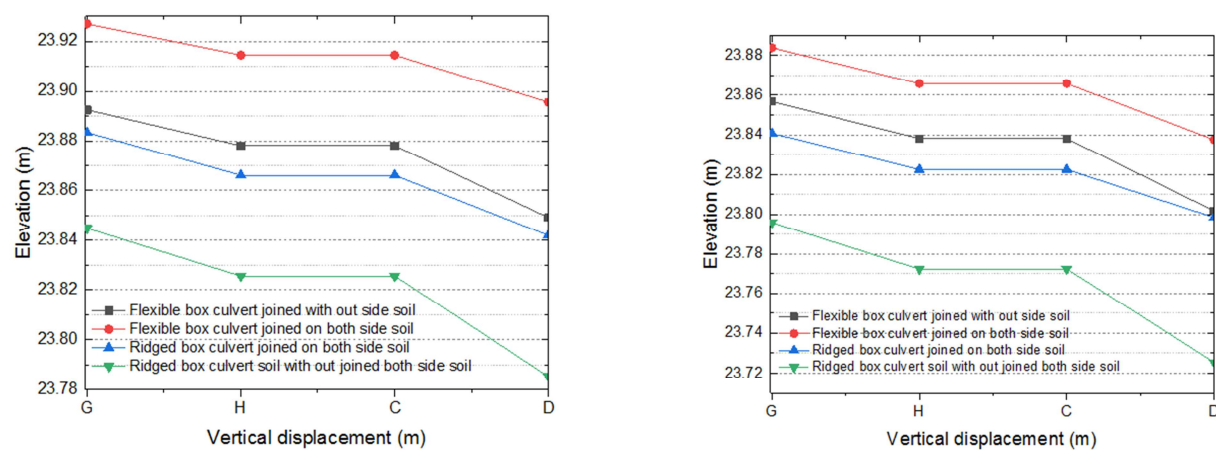 Elevation (m)
23.92
23.90
23.88
23.86
23.84
23.82
23.80
23.78
Flexible box culvert joined with out side soil
Flexible box culvert joined on both side soil
Ridged box culvert joined on both side soil
Ridged box culvert soil with out joined both side soil
G H C D
Vertical displacement (m)
Elevation (m)
23.88
23.86
23.84
23.82
23.80
23.78
23.76
23.74
23.72
Flexible box culvert joined with out side soil
Flexible box culvert joined on both side soil
Ridged box culvert joined on both side soil
Ridged box culvert soil with out joined both side soil
G H C D
Vertical displacement (m)